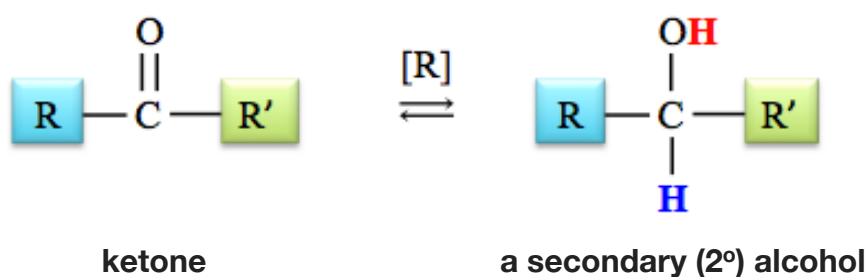 O OH
[R]
R C R' R C R'
H
ketone a secondary (2º) alcohol